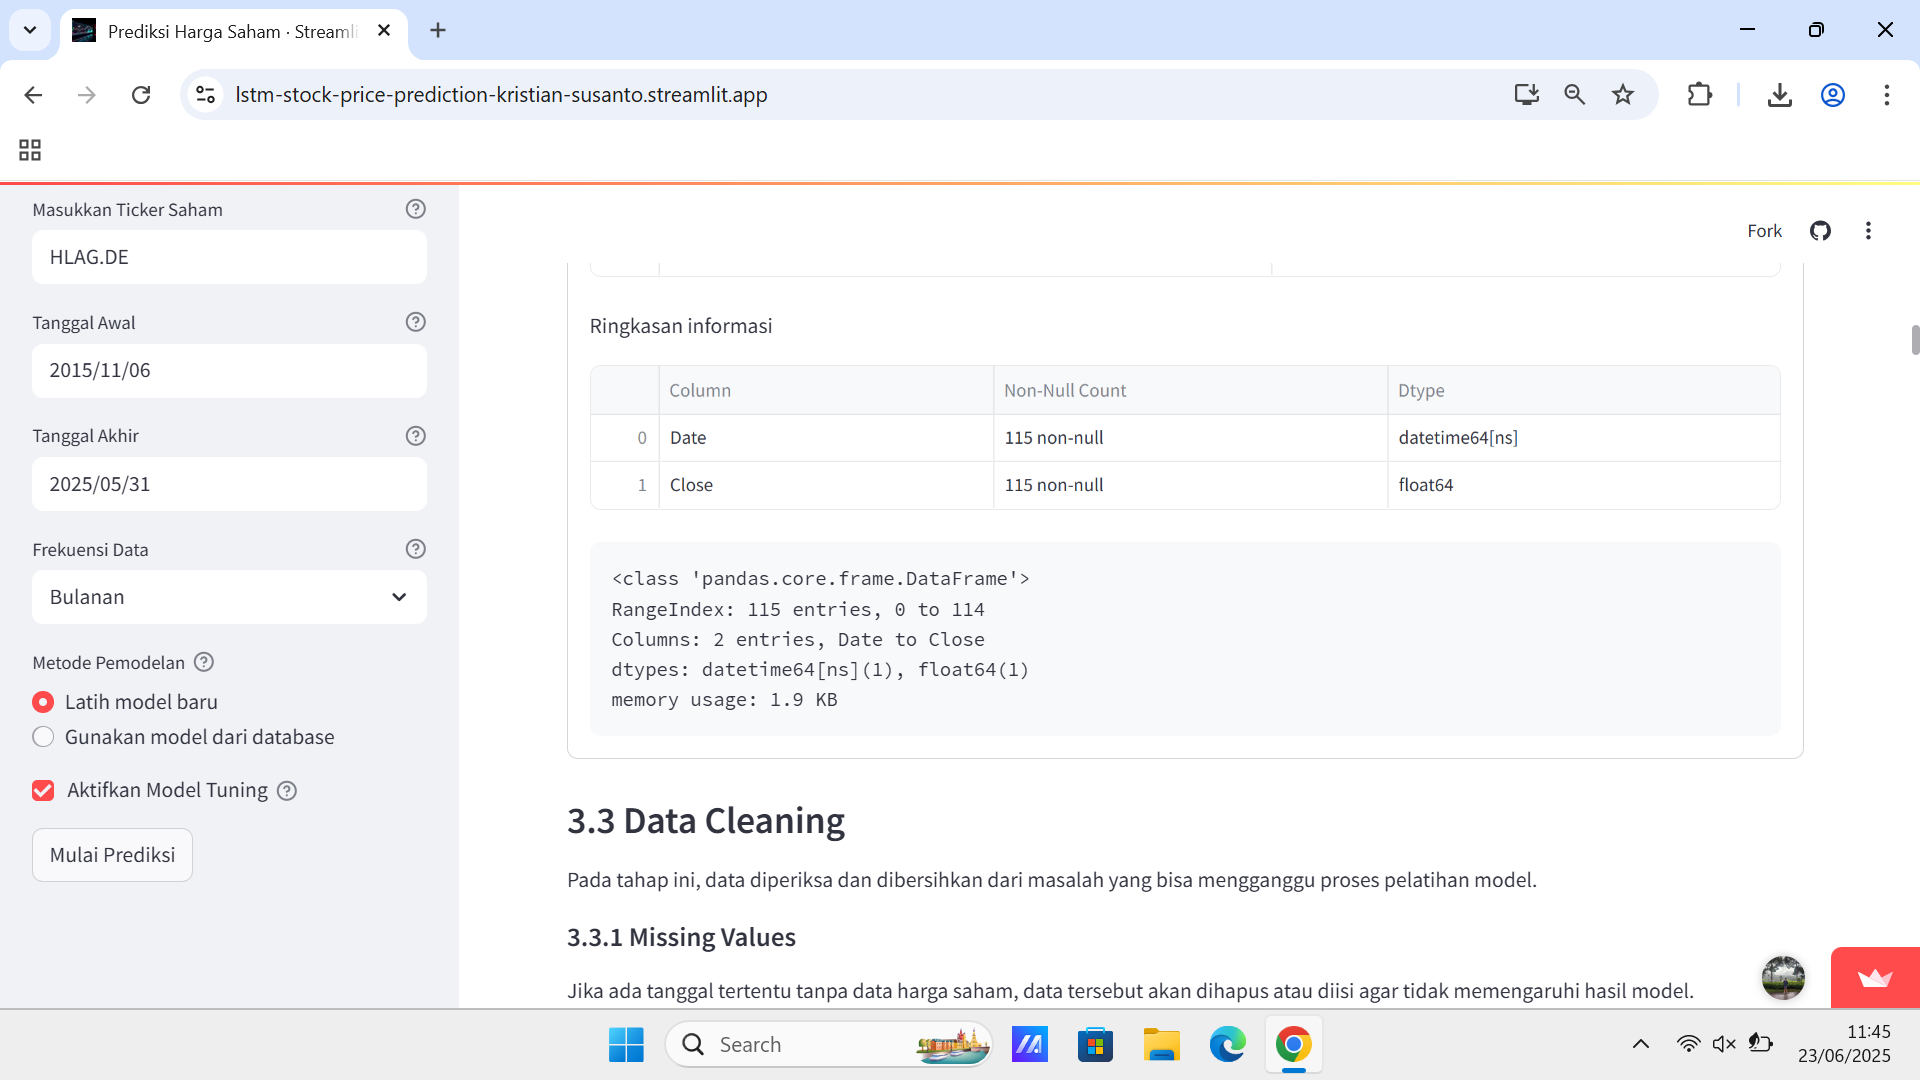 Prediksi Harga Saham · Streamli
lstm-stock-price-prediction-kristian-susanto.streamlit.app
Masukkan Ticker Saham
HLAG.DE
Tanggal Awal
2015/11/06
Tanggal Akhir
2025/05/31
Frekuensi Data
Bulanan
Metode Pemodelan
Latih model baru
Gunakan model dari database
Aktifkan Model Tuning
Mulai Prediksi
Fork
Ringkasan informasi
Column Non-Null Count Dtype
0 Date 115 non-null datetime64[ns]
1 Close 115 non-null float64
<class 'pandas.core.frame.DataFrame'>
RangeIndex: 115 entries, 0 to 114
Columns: 2 entries, Date to Close
dtypes: datetime64[ns](1), float64(1)
memory usage: 1.9 KB
3.3 Data Cleaning
Pada tahap ini, data diperiksa dan dibersihkan dari masalah yang bisa mengganggu proses pelatihan model.
3.3.1 Missing Values
Jika ada tanggal tertentu tanpa data harga saham, data tersebut akan dihapus atau diisi agar tidak memengaruhi hasil model.
Search
11:45
23/06/2025